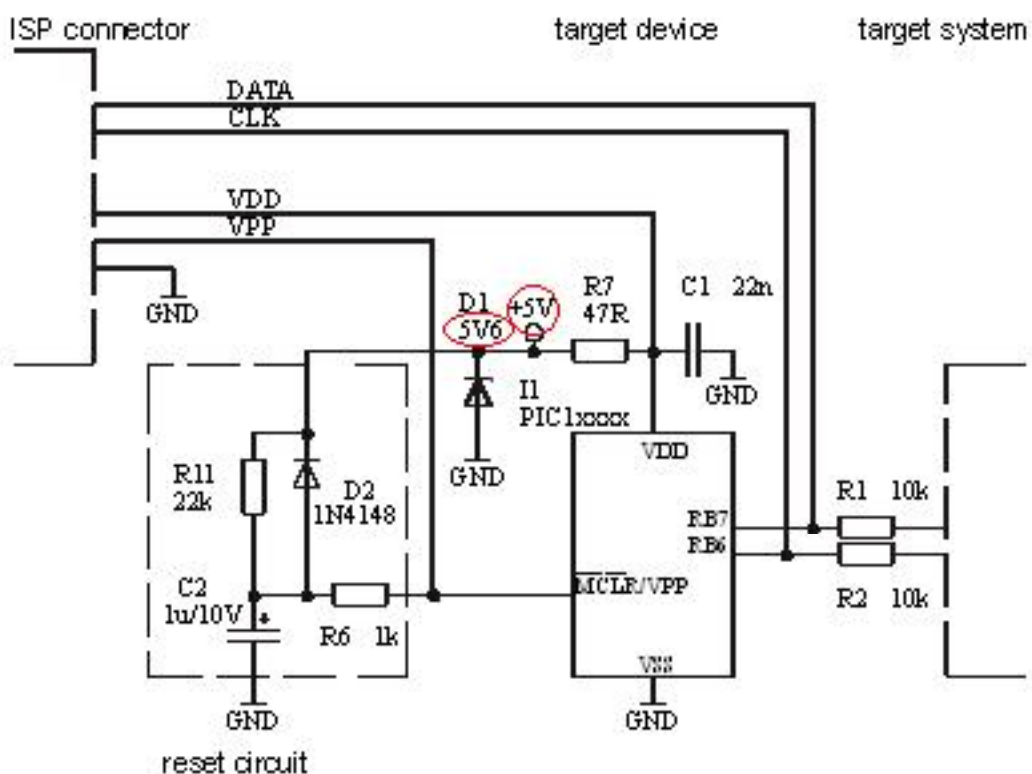 ISP connector
target device
target system
DATA
CLK
VDD
VPP
GND
D1
5V6
+5V
R7
47R
C1 22n
GND
I1
PIC1xxxx
GND
VDD
R11
22k
D2
1N4148
RB7
RB6
R1 10k
R2 10k
C2
1u/10V
+
R6 1k
MCLR/VPP
VSS
GND
GND
reset circuit